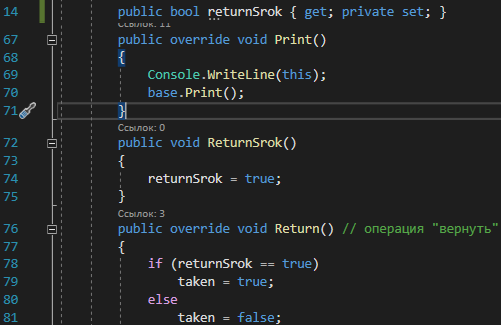 14 public bool returnSrok { get; private set; }
Ссылок: 11
67 public override void Print()
68 {
69 Console.WriteLine(this);
70 base.Print();
71 }
Ссылок: 0
72 public void ReturnSrok()
73 {
74 returnSrok = true;
75 }
Ссылок: 3
76 public override void Return() // операция "вернуть"
77 {
78 if (returnSrok == true)
79 taken = true;
80 else
81 taken = false;